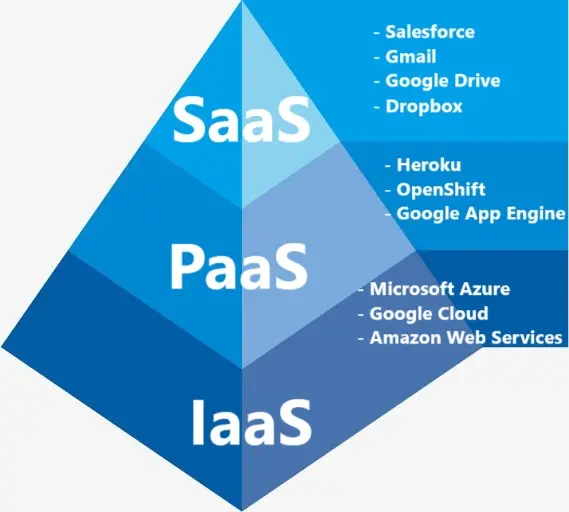 SaaS
- Salesforce
- Gmail
- Google Drive
- Dropbox
PaaS
- Heroku
- OpenShift
- Google App Engine
IaaS
- Microsoft Azure
- Google Cloud
- Amazon Web Services